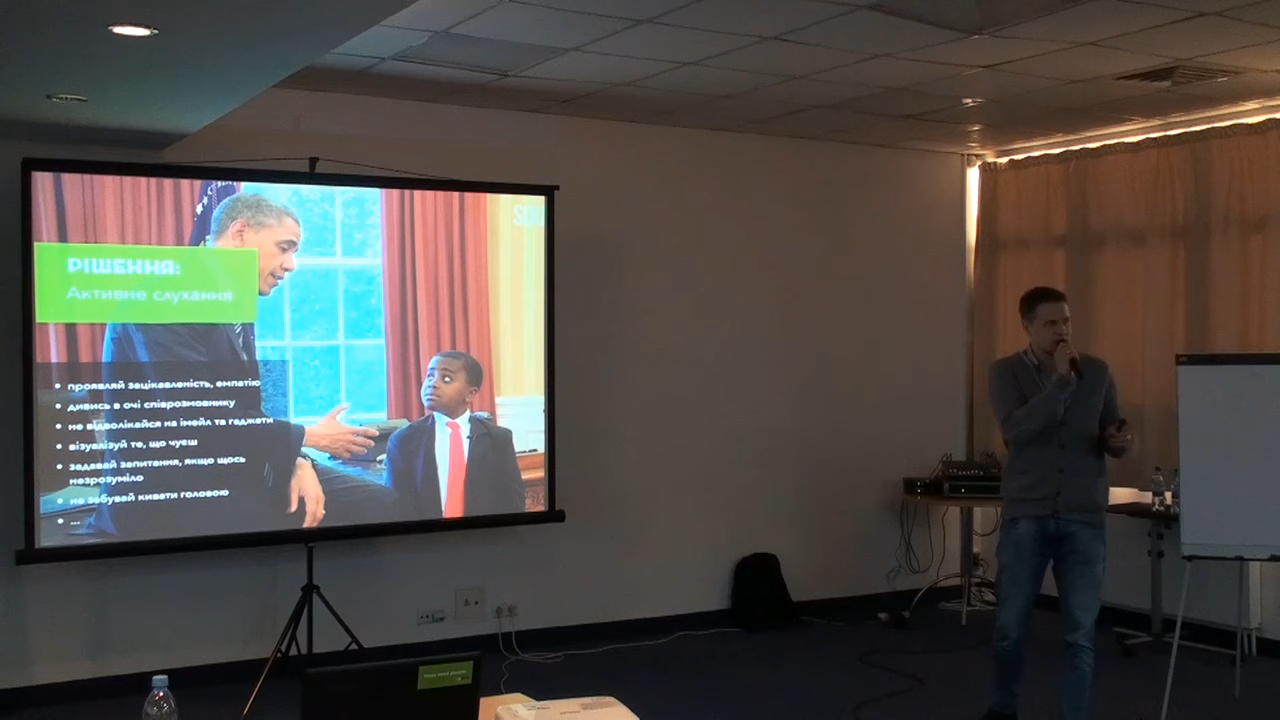 РІШЕННЯ:
Активне слухання
• проявляй зацікавленість, емпатію
• дивись в очі співрозмовнику
• не відволікайся на імейл та гаджети
• візуалізуй те, що чуєш
• задавай запитання, якщо щось
незрозуміло
• не забувай кивати головою
• ...